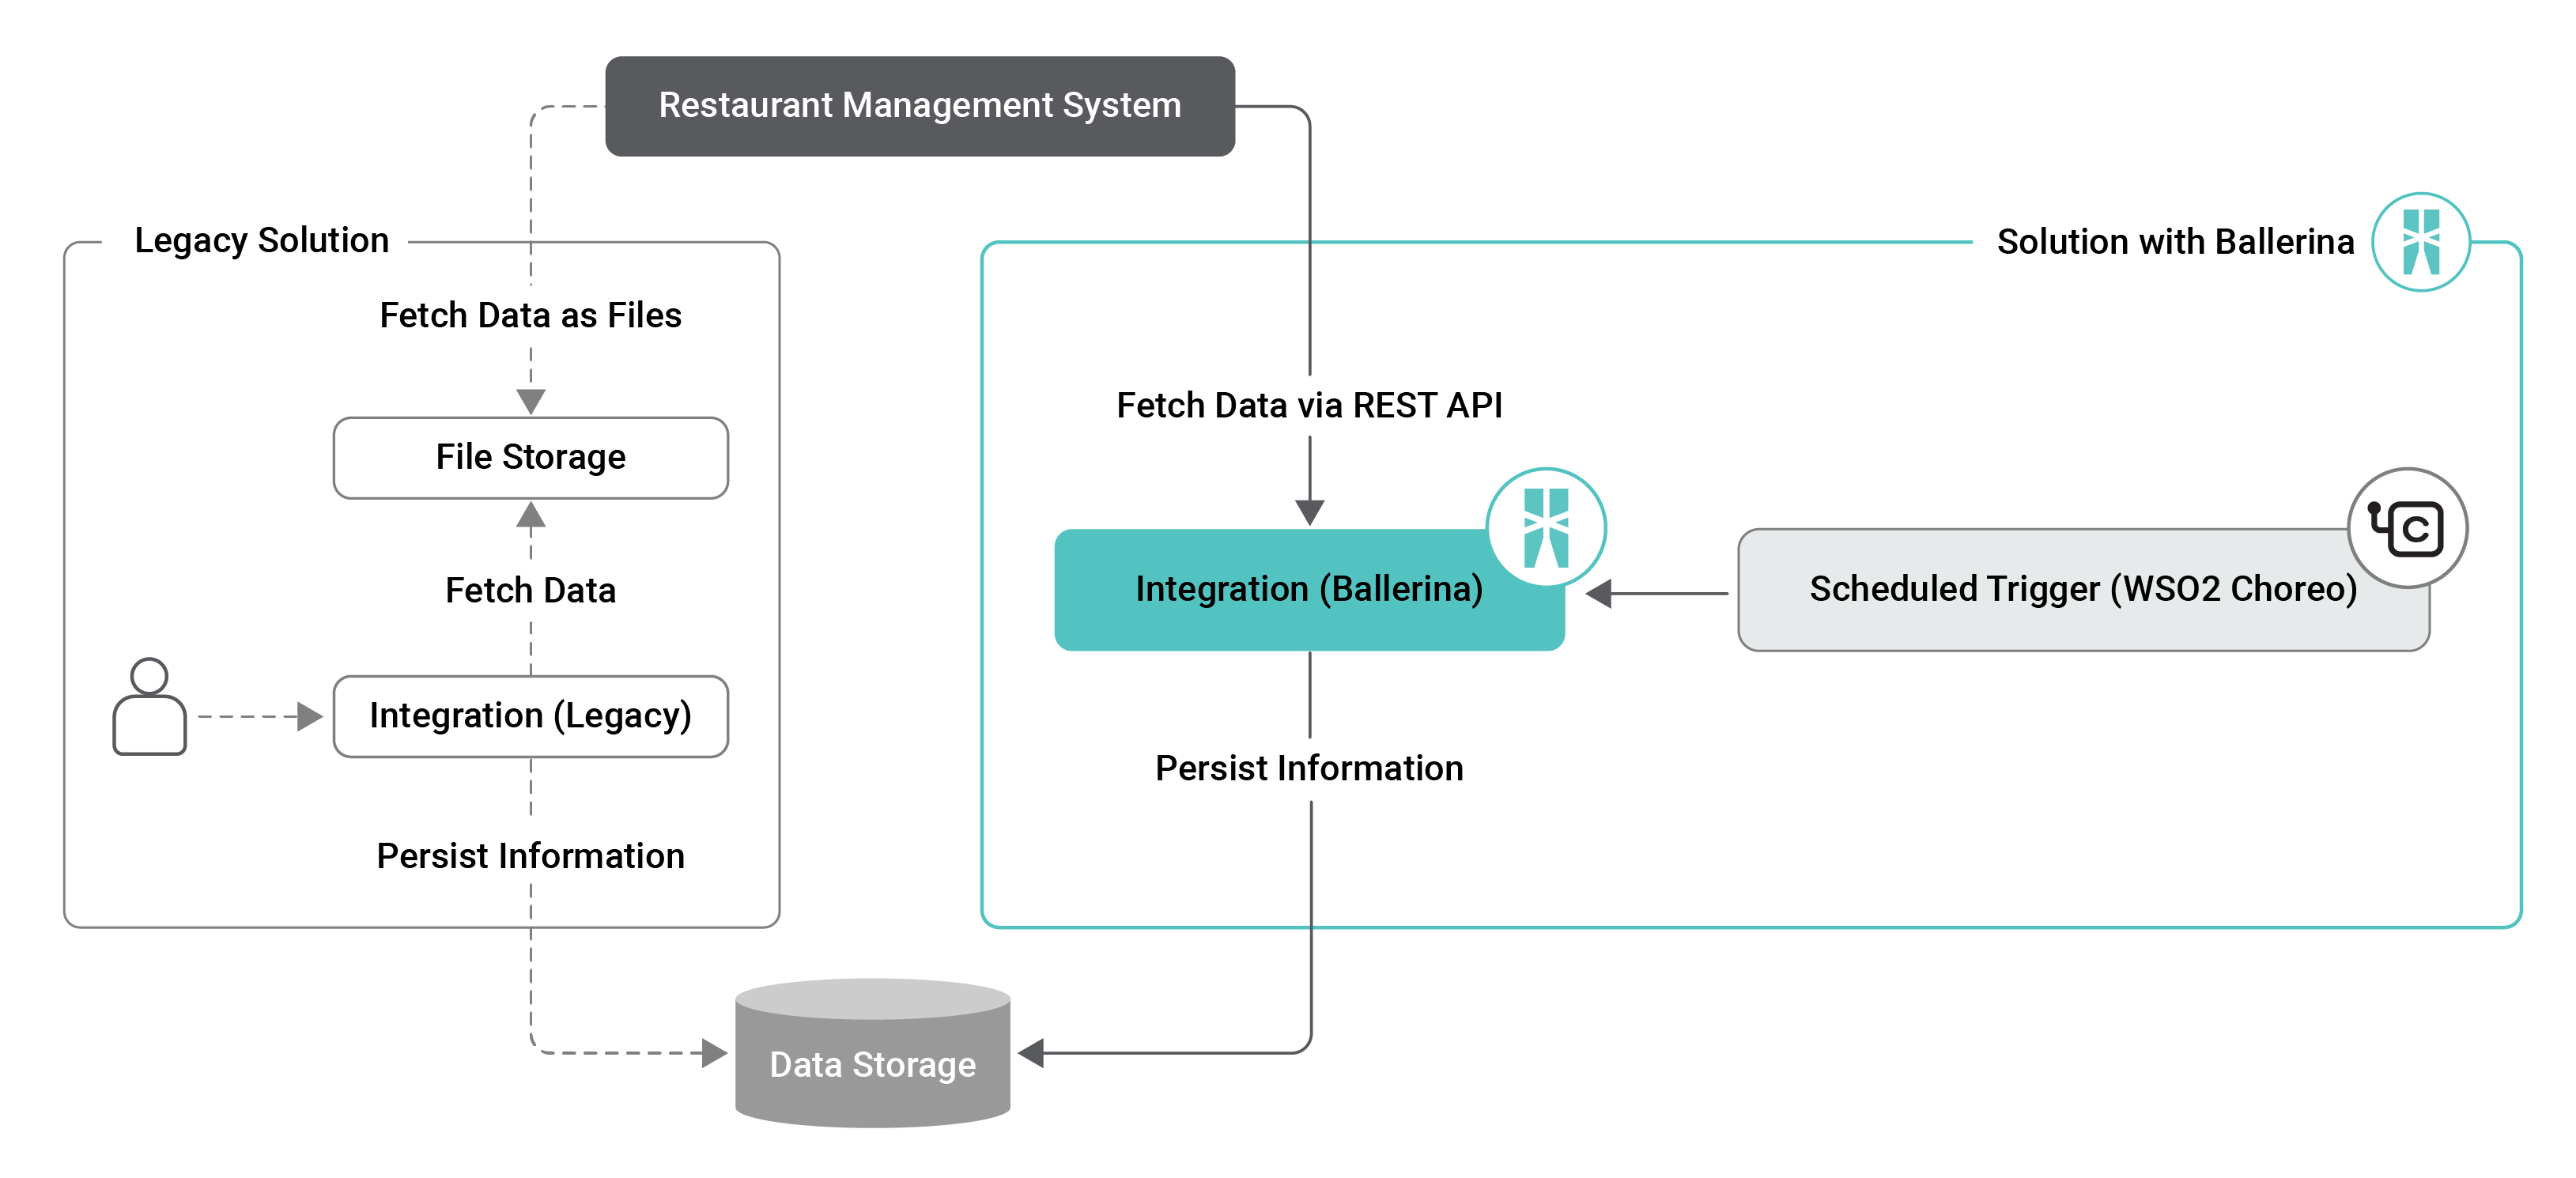 Restaurant Management System
Legacy Solution
Fetch Data as Files
File Storage
Fetch Data
Integration (Legacy)
Persist Information
Solution with Ballerina
Fetch Data via REST API
Integration (Ballerina)
C
Scheduled Trigger (WSO2 Choreo)
Persist Information
Data Storage